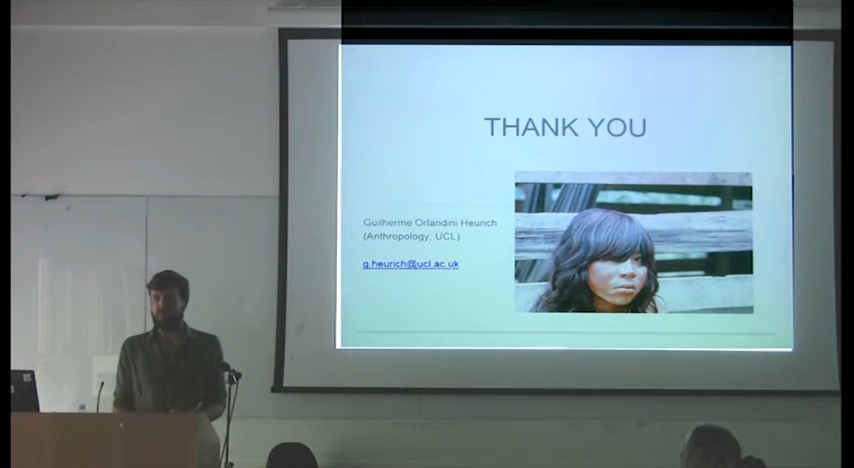 THANK YOU
Guilherme Orlandini Heurich
(Anthropology, UCL)
g.heurich@ucl.ac.uk